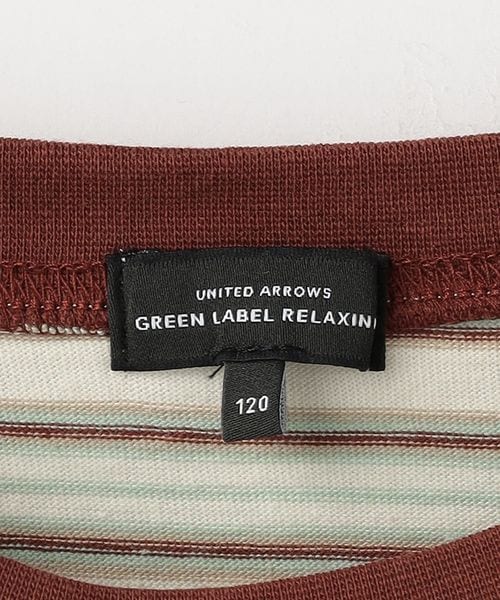 UNITED ARROWS
GREEN LABEL RELAXIN
120